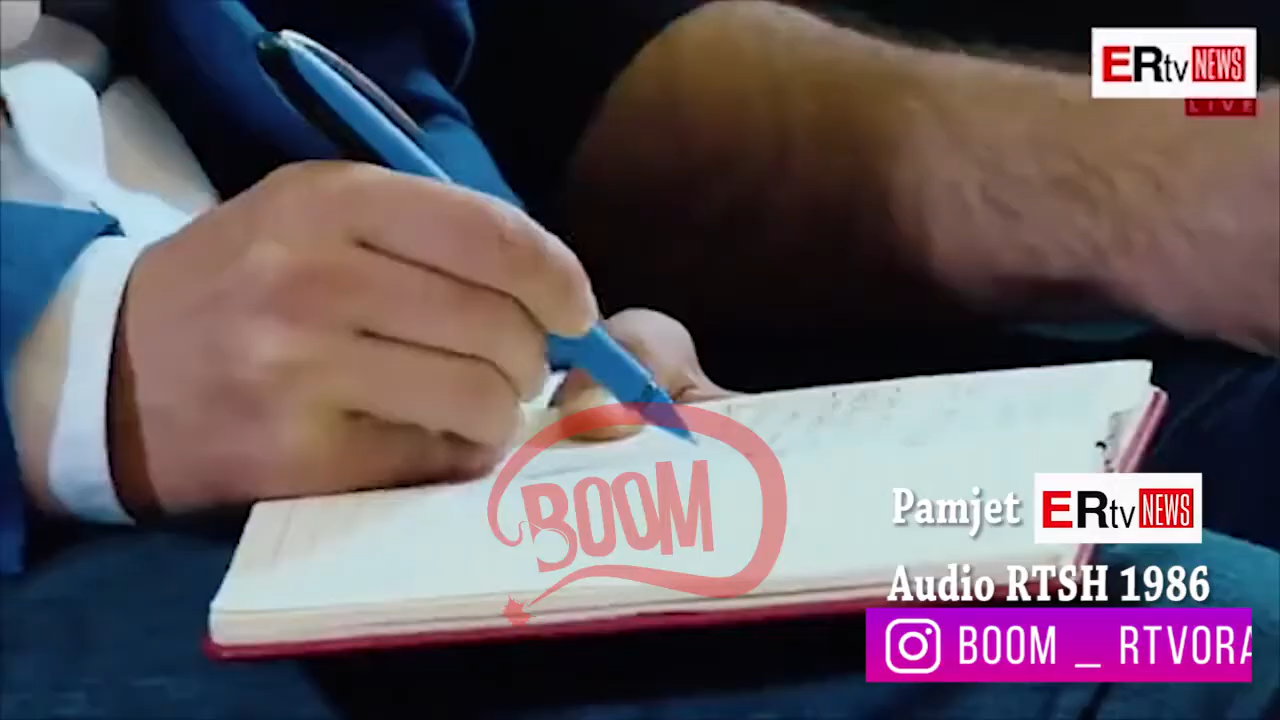 ERtv NEWS
LIVE
BOOM
Pamjet ERtv NEWS
Audio RTSH 1986
BOOM _ RTVORA